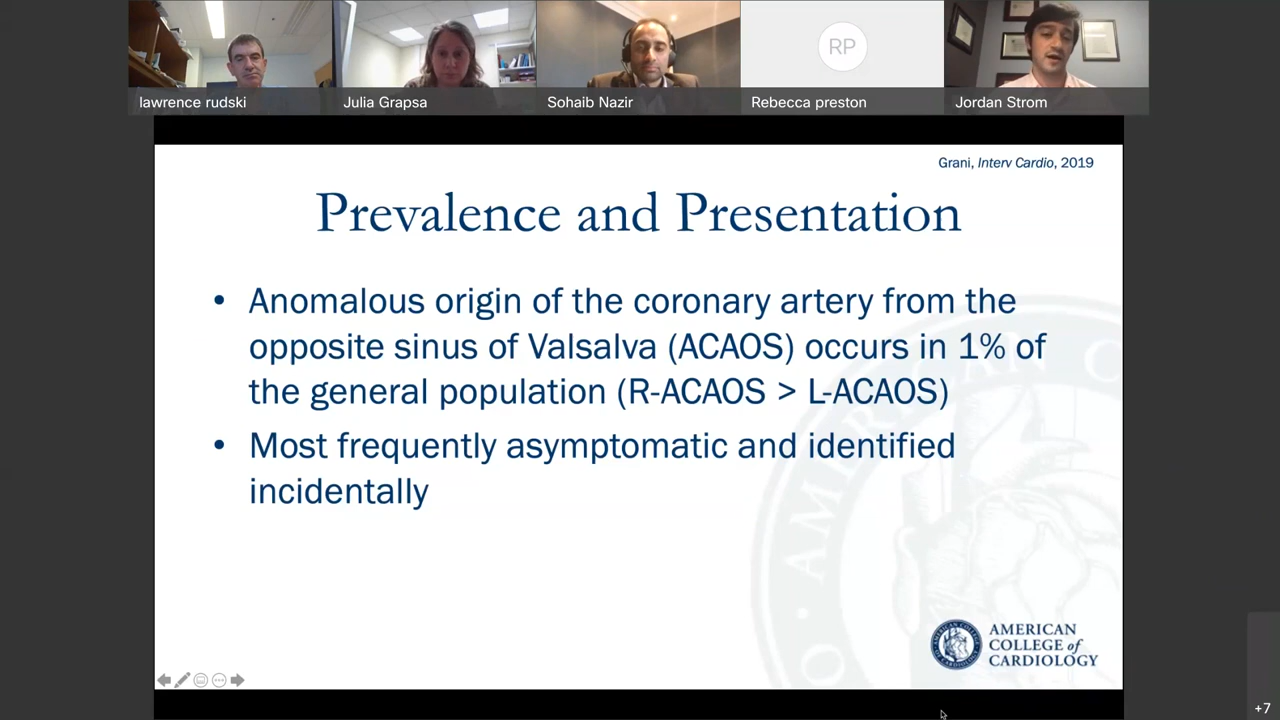 lawrence rudski
Julia Grapsa
Sohaib Nazir
RP
Rebecca preston
Jordan Strom
Grani, Interv Cardio, 2019
Prevalence and Presentation
• Anomalous origin of the coronary artery from the
opposite sinus of Valsalva (ACAOS) occurs in 1% of
the general population (R-ACAOS > L-ACAOS)
• Most frequently asymptomatic and identified
incidentally
AMERICAN
COLLEGE of
CARDIOLOGY
+7